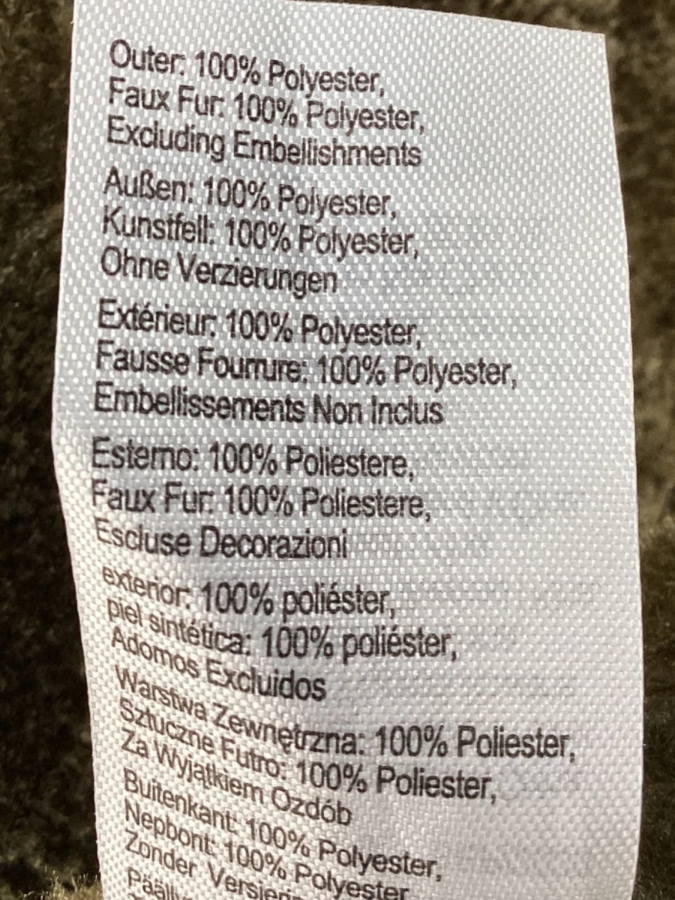 Outer: 100% Polyester,
Faux Fur: 100% Polyester,
Excluding Embellishments
Außen: 100% Polyester,
Kunstfell: 100% Polyester,
Ohne Verzierungen
Extérieur: 100% Polyester,
Fausse Fourrure: 100% Polyester,
Embellissements Non Inclus
Esterno: 100% Poliestere,
Faux Fur: 100% Poliestere,
Escluse Decorazioni
exterior: 100% poliéster,
piel sintética: 100% poliéster,
Adornos Excluidos
Warstwa Zewnętrzna: 100% Poliester,
Sztuczne Futro: 100% Poliester,
Za Wyjątkiem Ozdób
Buitenkant: 100% Polyester,
Nepbont: 100% Polyester
Zonder